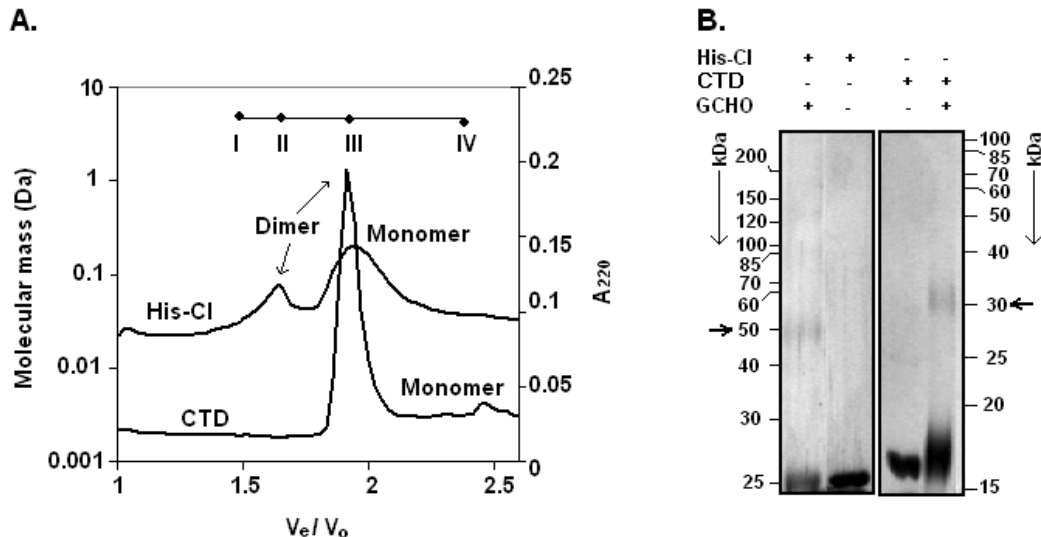 A.
Molecular mass (Da)
10
1
0.1
0.01
0.001
0.25
0.2
0.15
0.1
0.05
0
A220
I II III IV
Dimer
Monomer
His-CI
Monomer
CTD
1 1.5 2 2.5
Ve/ Vo
B.
His-CI + + - -
CTD - - + +
GCHO + - - +
kDa
200
150
120
100
85
70
60
50
40
30
25
kDa
100
85
70
60
50
40
30
25
20
15